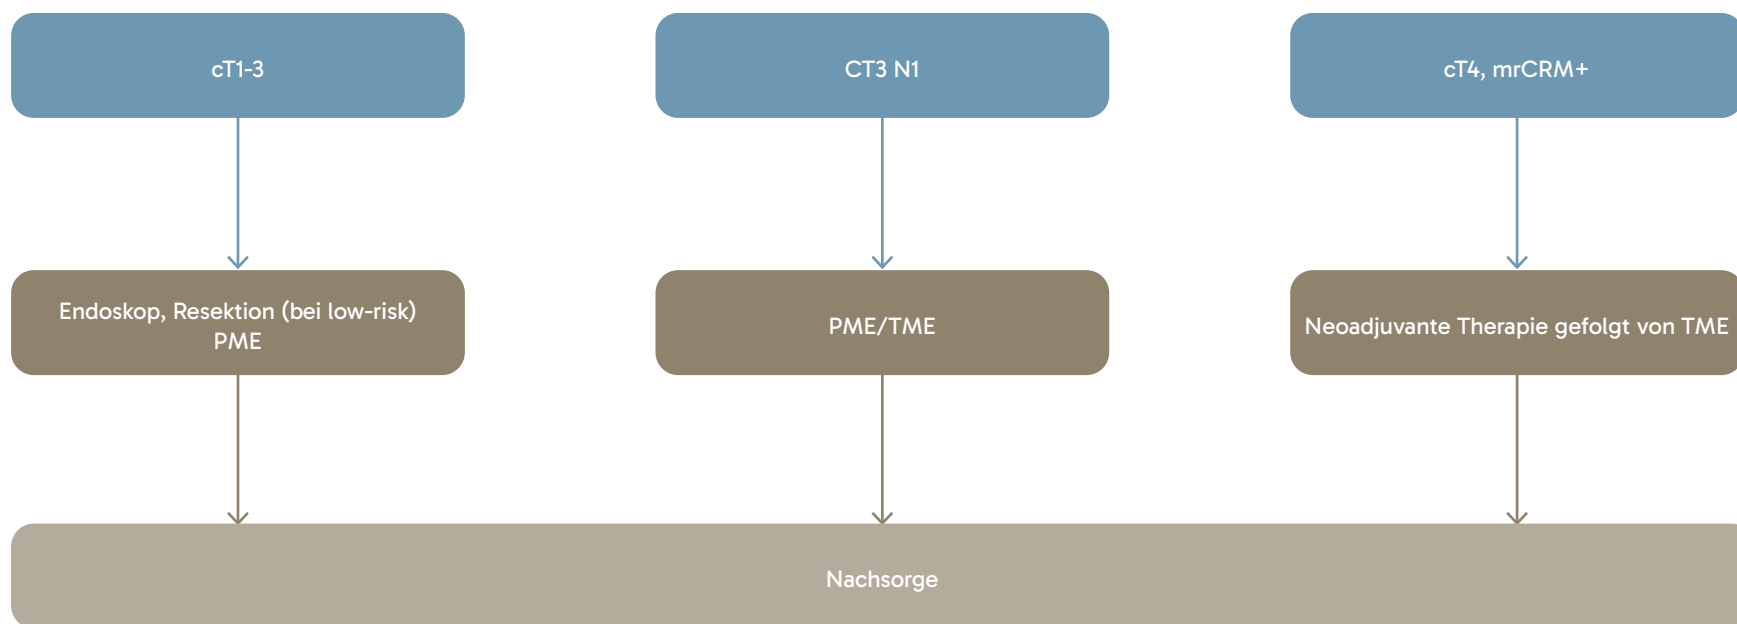 cT1-3
CT3 N1
cT4, mrCRM+
Endoskop, Resektion (bei low-risk)
PME
PME/TME
Neoadjuvante Therapie gefolgt von TME
Nachsorge